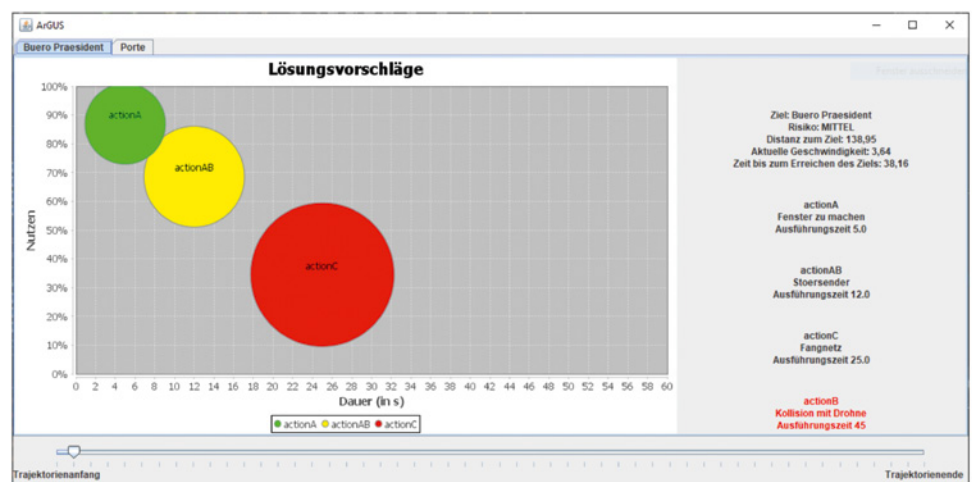 ArGUS
Buero Praesident
Porte
Lösungsvorschläge
100%
90%
80%
70%
60%
50%
40%
30%
20%
10%
0%
Nutzen
actionA
actionAB
actionC
0 2 4 6 8 10 12 14 16 18 20 22 24 26 28 30 32 34 36 38 40 42 44 46 48 50 52 54 56 58 60
Dauer (in s)
actionA actionAB actionC
Ziel: Buero Praesident
Risiko: MITTEL
Distanz zum Ziel: 138,95
Aktuelle Geschwindigkeit: 3,64
Zeit bis zum Erreichen des Ziels: 38,16
actionA
Fenster zu machen
Ausführungszeit 5.0
actionAB
Stoersender
Ausführungszeit 12.0
actionC
Fangnetz
Ausführungszeit 25.0
actionB
Kollision mit Drohne
Ausführungszeit 45
Trajektorienanfang
Trajektorienende